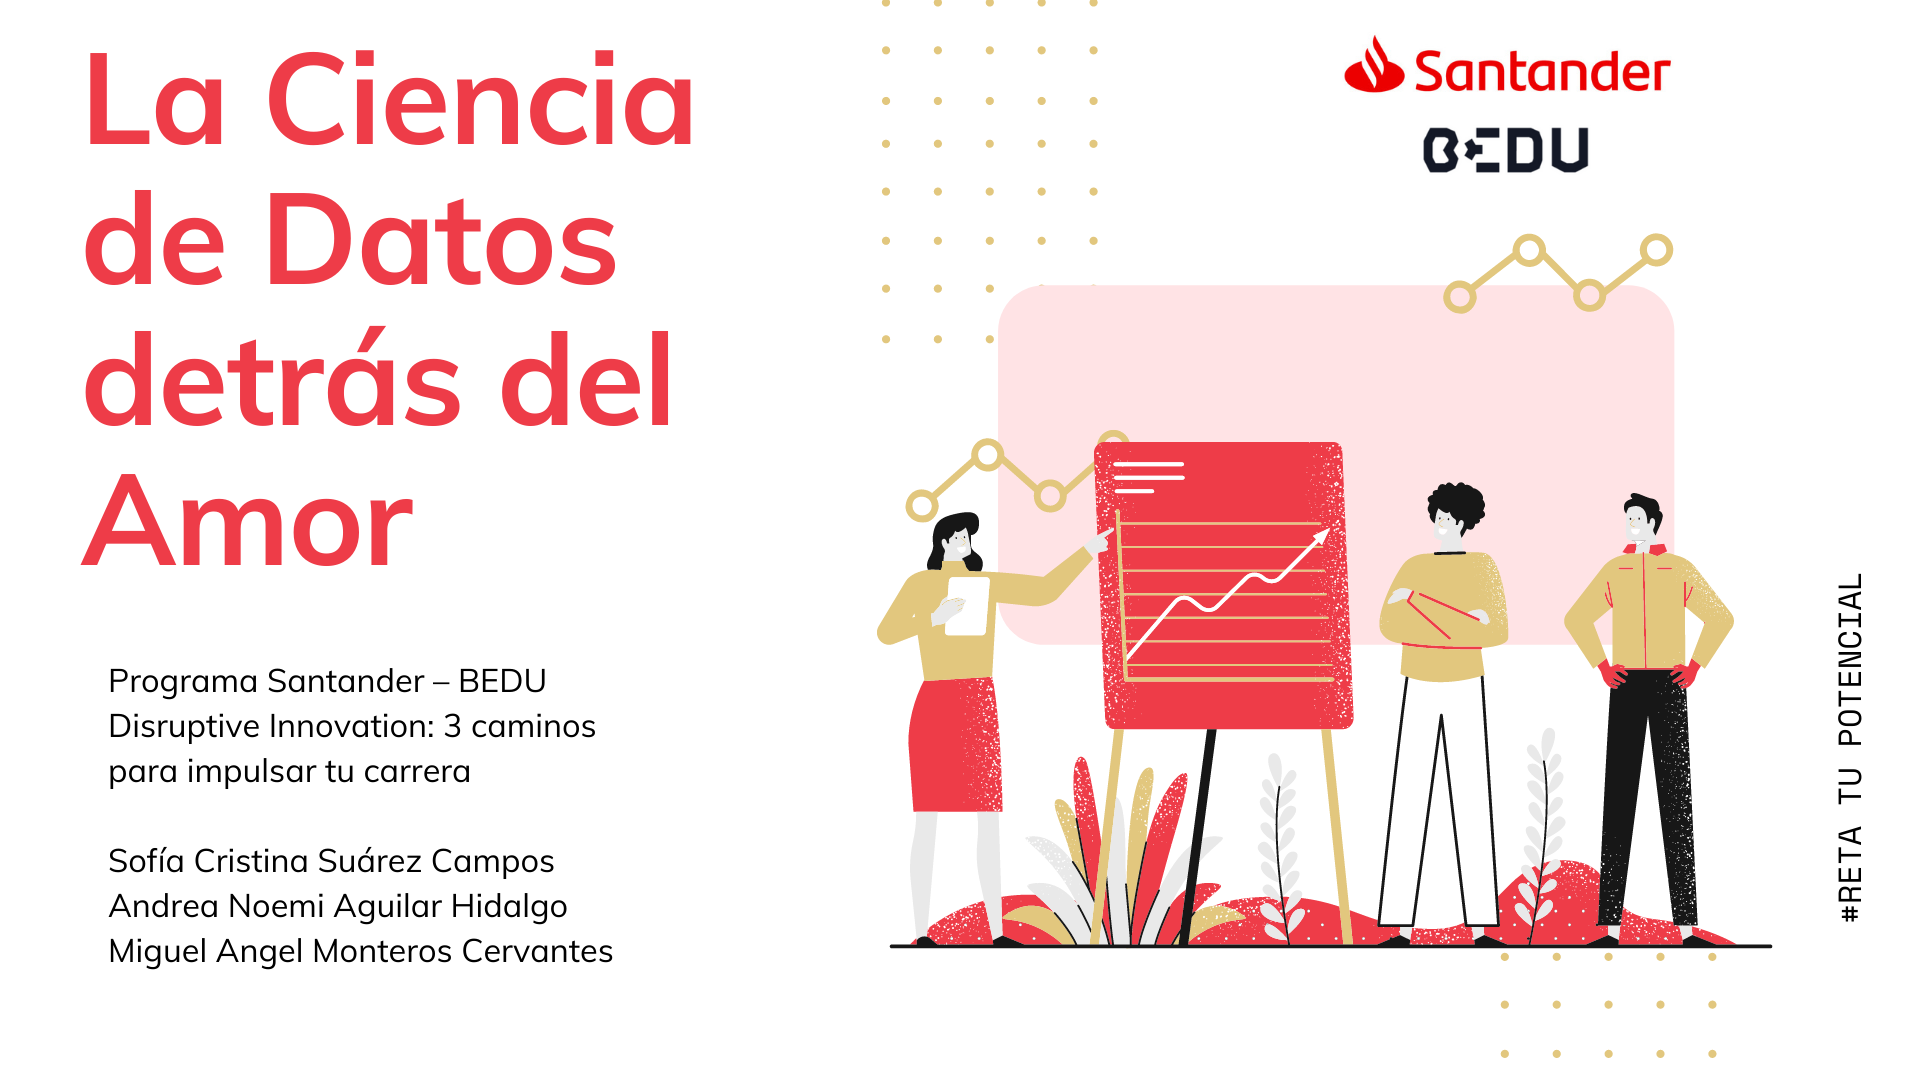 La Ciencia
de Datos
detrás del
Amor
Programa Santander – BEDU
Disruptive Innovation: 3 caminos
para impulsar tu carrera
Sofía Cristina Suárez Campos
Andrea Noemi Aguilar Hidalgo
Miguel Angel Monteros Cervantes
Santander
BEDU
#RETA TU POTENCIAL